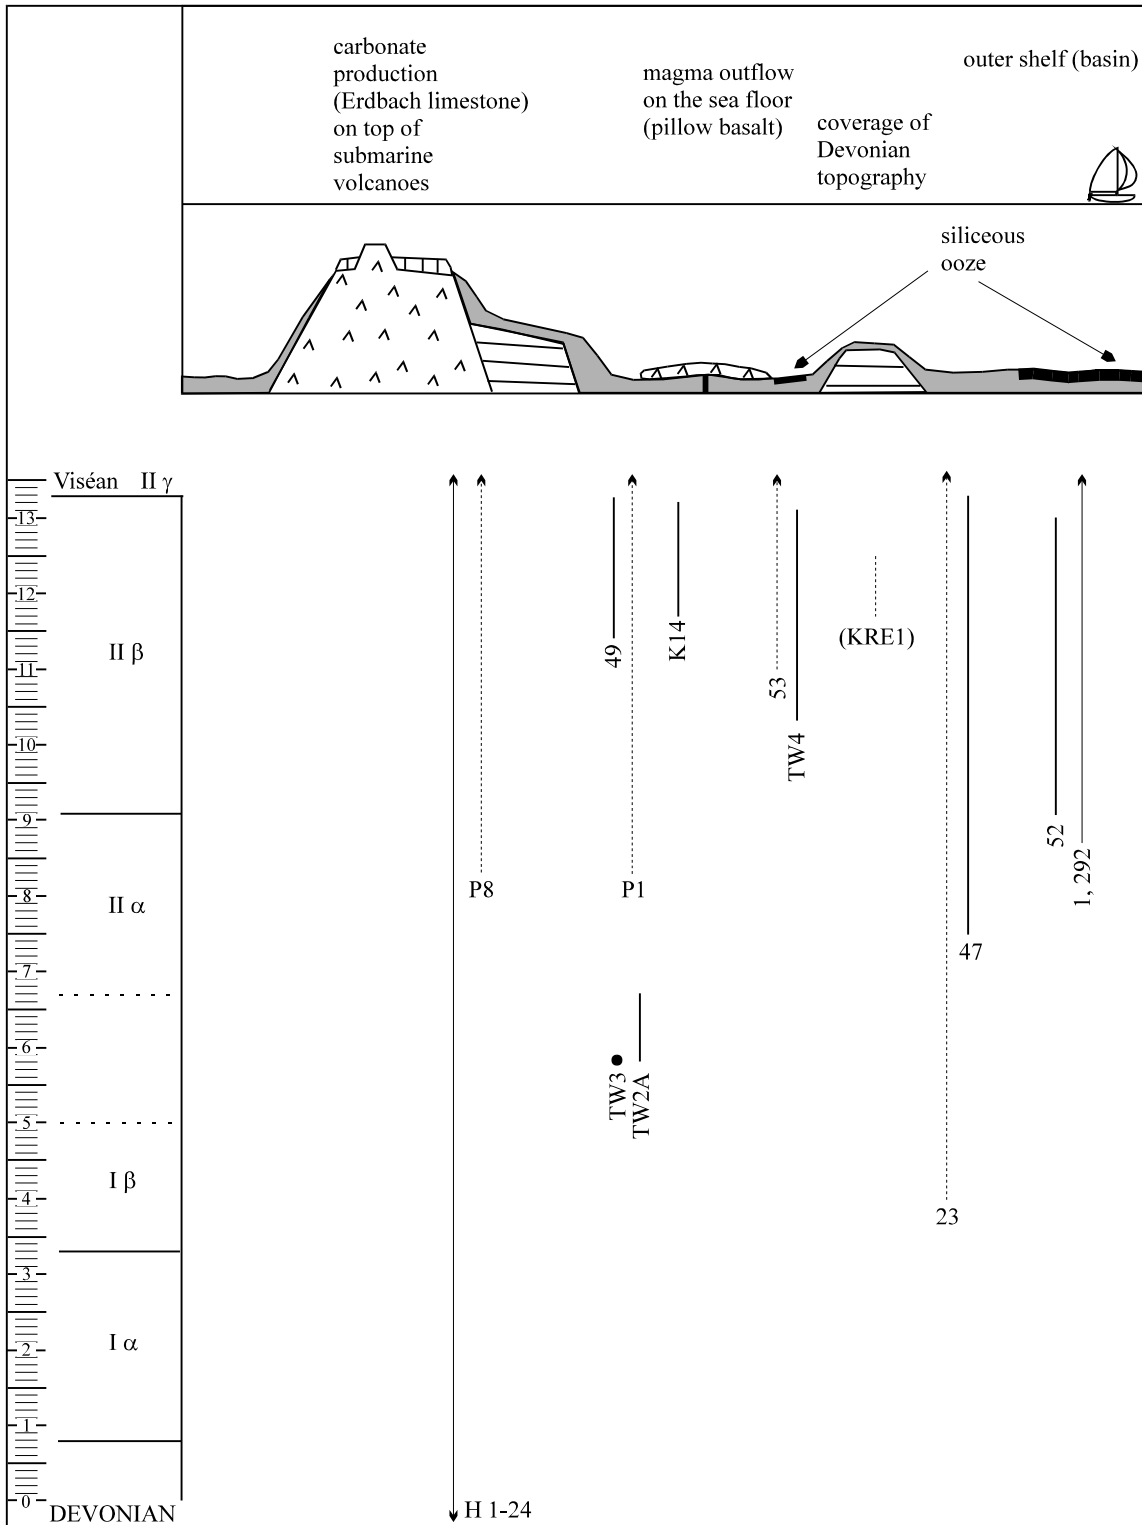 carbonate
production
(Erdbach limestone)
on top of
submarine
volcanoes
magma outflow
on the sea floor
(pillow basalt)
coverage of
Devonian
topography
outer shelf (basin)
siliceous
ooze
Viséan II γ
13
12
II β
11
10
9
8
II α
7
6
5
I β
4
3
I α
2
1
0
DEVONIAN
H 1-24
P8
49
P1
K14
TW3
TW2A
53
TW4
(KRE1)
23
47
52
1, 292